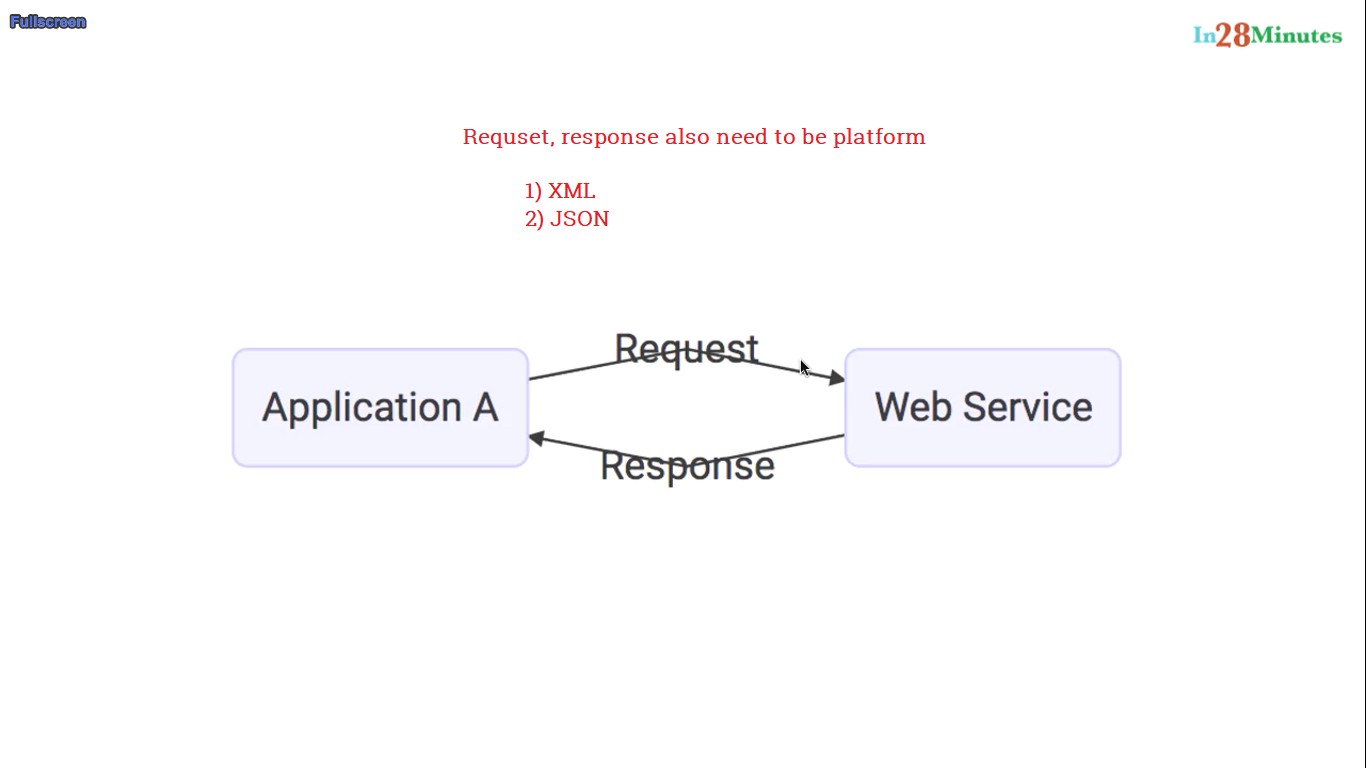 Fullscreen
In28Minutes
Requset, response also need to be platform
1) XML
2) JSON
Request
Application A
Web Service
Response